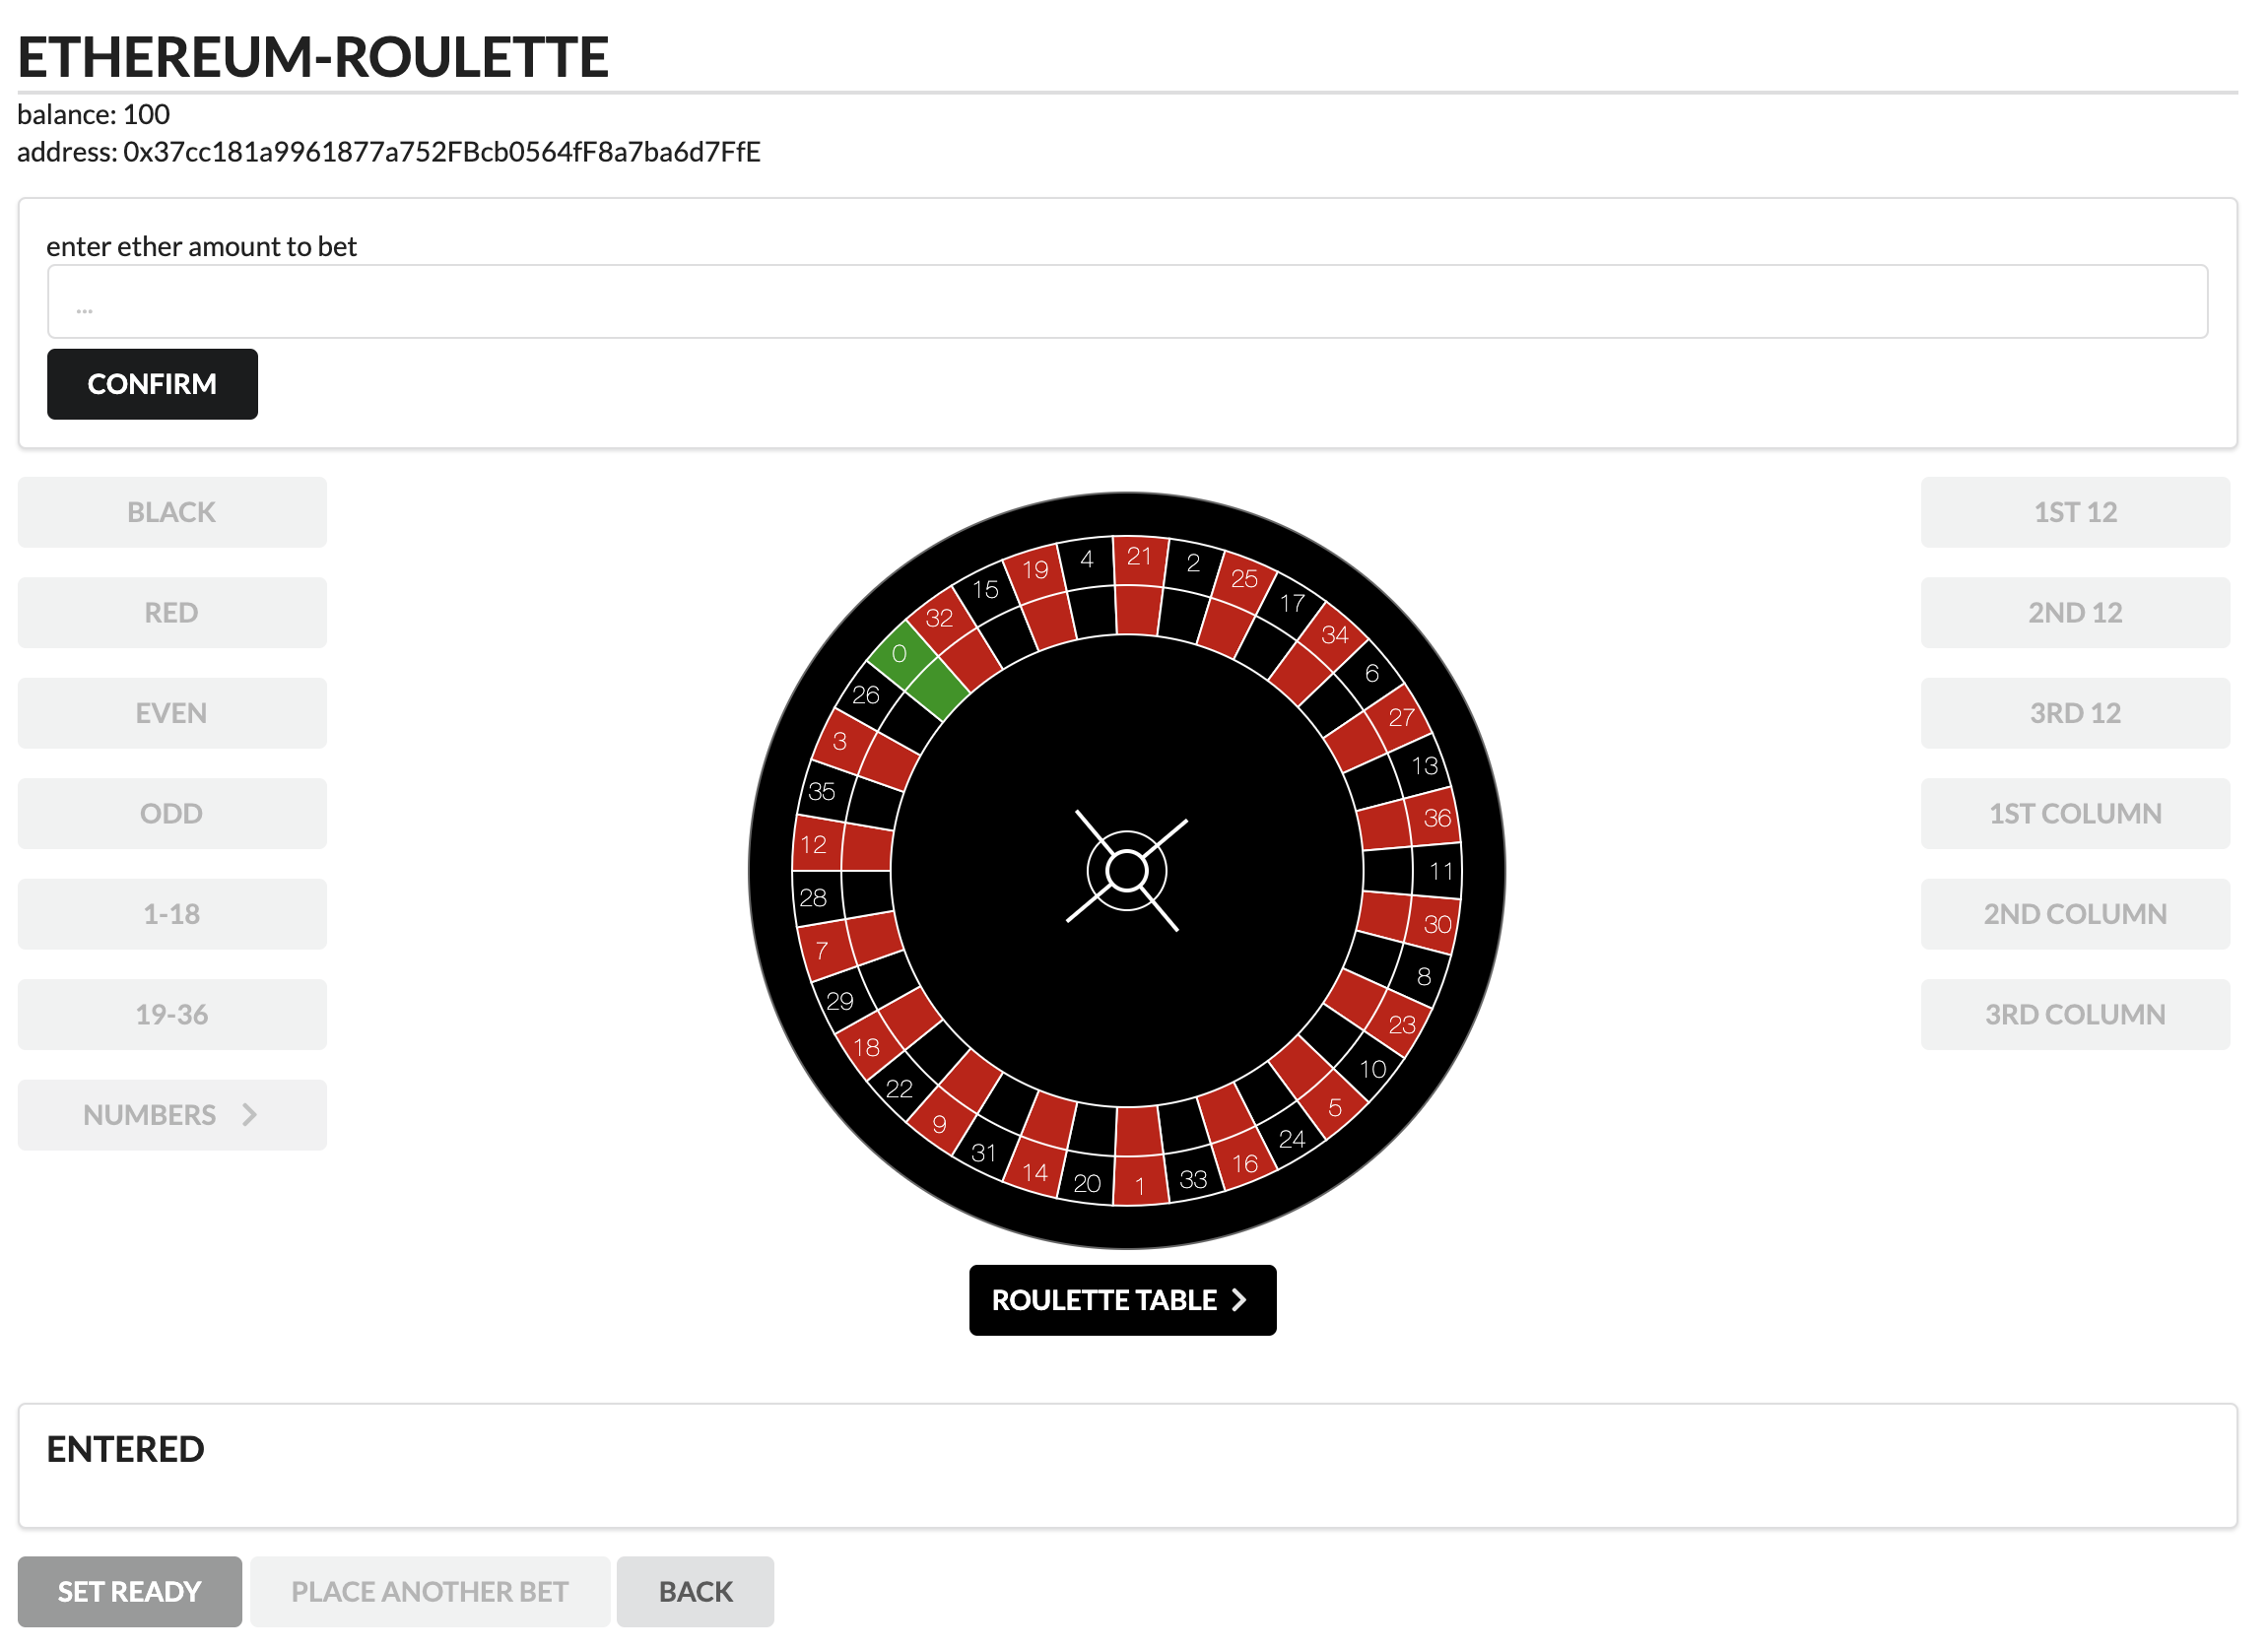 ETHEREUM-ROULETTE
balance: 100
address: 0x37cc181a9961877a752FBcb0564fF8a7ba6d7FfE
enter ether amount to bet
...
CONFIRM
BLACK
RED
EVEN
ODD
1-18
19-36
NUMBERS
0
32
15
19
4
21
2
25
17
34
6
27
13
36
11
30
8
23
10
5
24
16
33
1
20
14
31
9
22
18
29
7
28
12
35
3
26
1ST 12
2ND 12
3RD 12
1ST COLUMN
2ND COLUMN
3RD COLUMN
ROULETTE TABLE
ENTERED
SET READY
PLACE ANOTHER BET
BACK